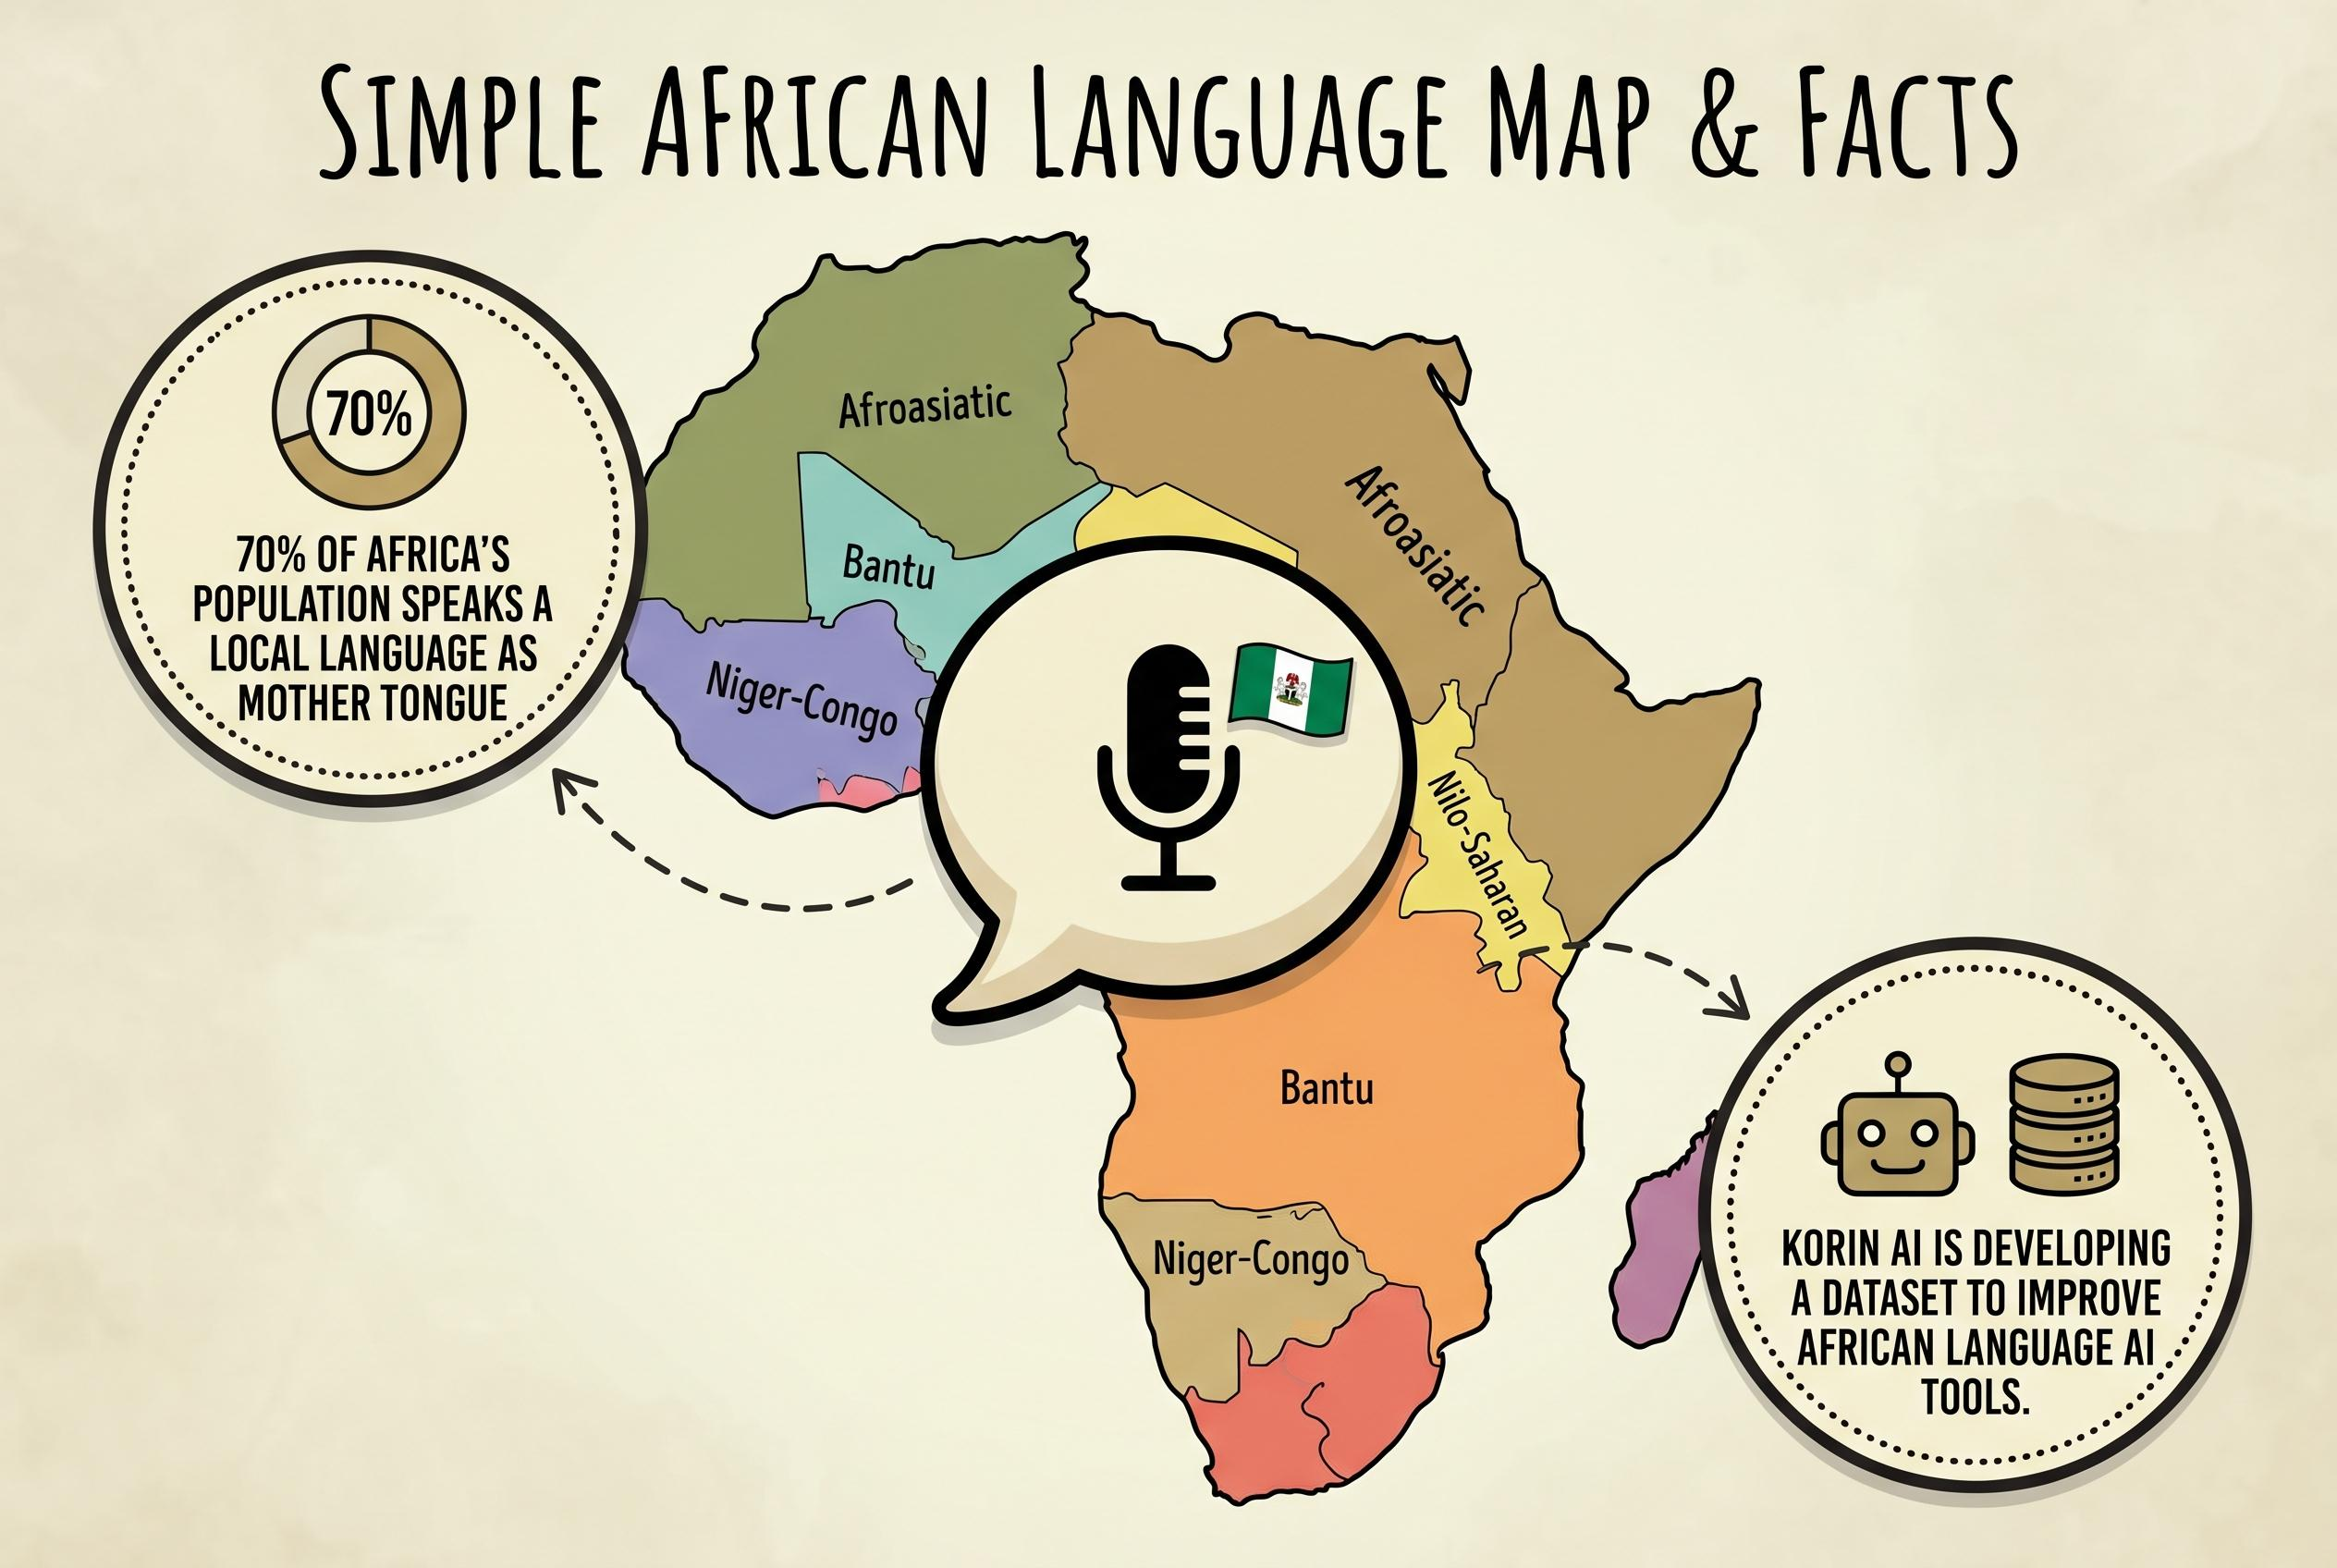 SIMPLE AFRICAN LANGUAGE MAP & FACTS
70%
70% OF AFRICA'S
POPULATION SPEAKS A
LOCAL LANGUAGE AS
MOTHER TONGUE
Afroasiatic
Afroasiatic
Bantu
Niger-Congo
Nilo-Saharan
Bantu
Niger-Congo
KORIN AI IS DEVELOPING
A DATASET TO IMPROVE
AFRICAN LANGUAGE AI
TOOLS.